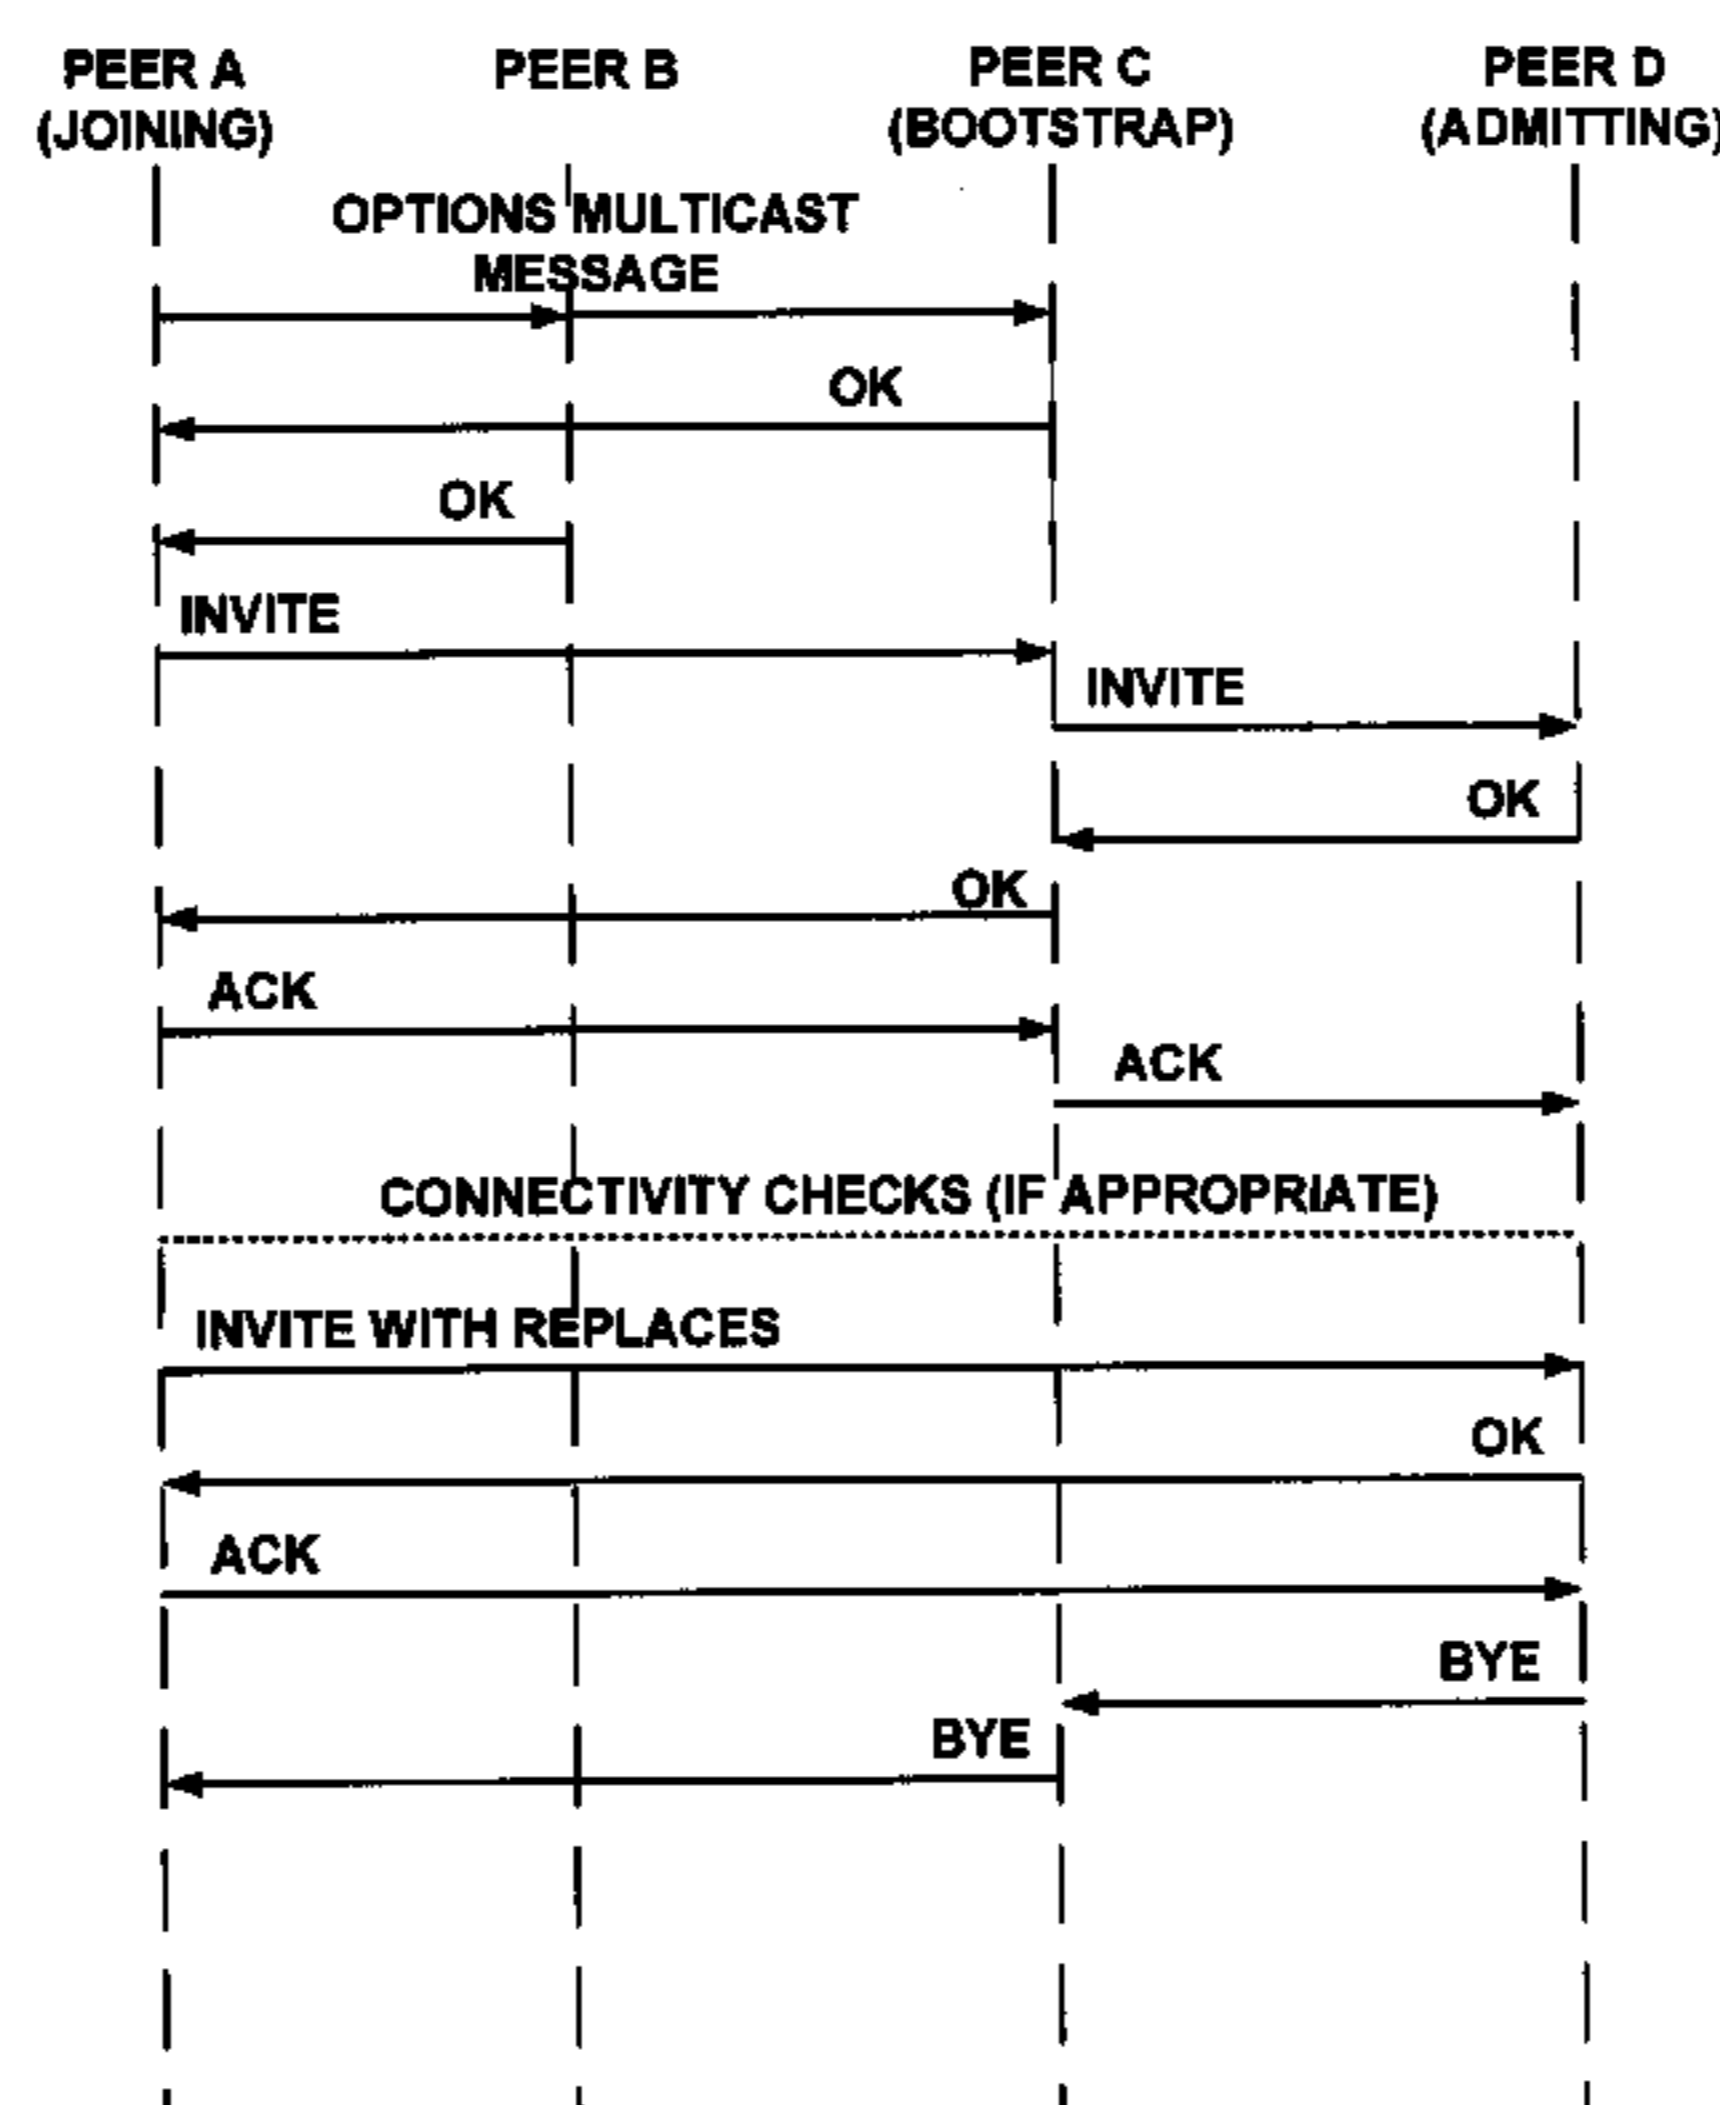 PEER A
(JOINING)
PEER B
PEER C
(BOOTSTRAP)
PEER D
(ADMITTING)
OPTIONS MULTICAST
MESSAGE
OK
OK
INVITE
INVITE
OK
OK
ACK
ACK
CONNECTIVITY CHECKS (IF APPROPRIATE)
INVITE WITH REPLACES
OK
ACK
BYE
BYE